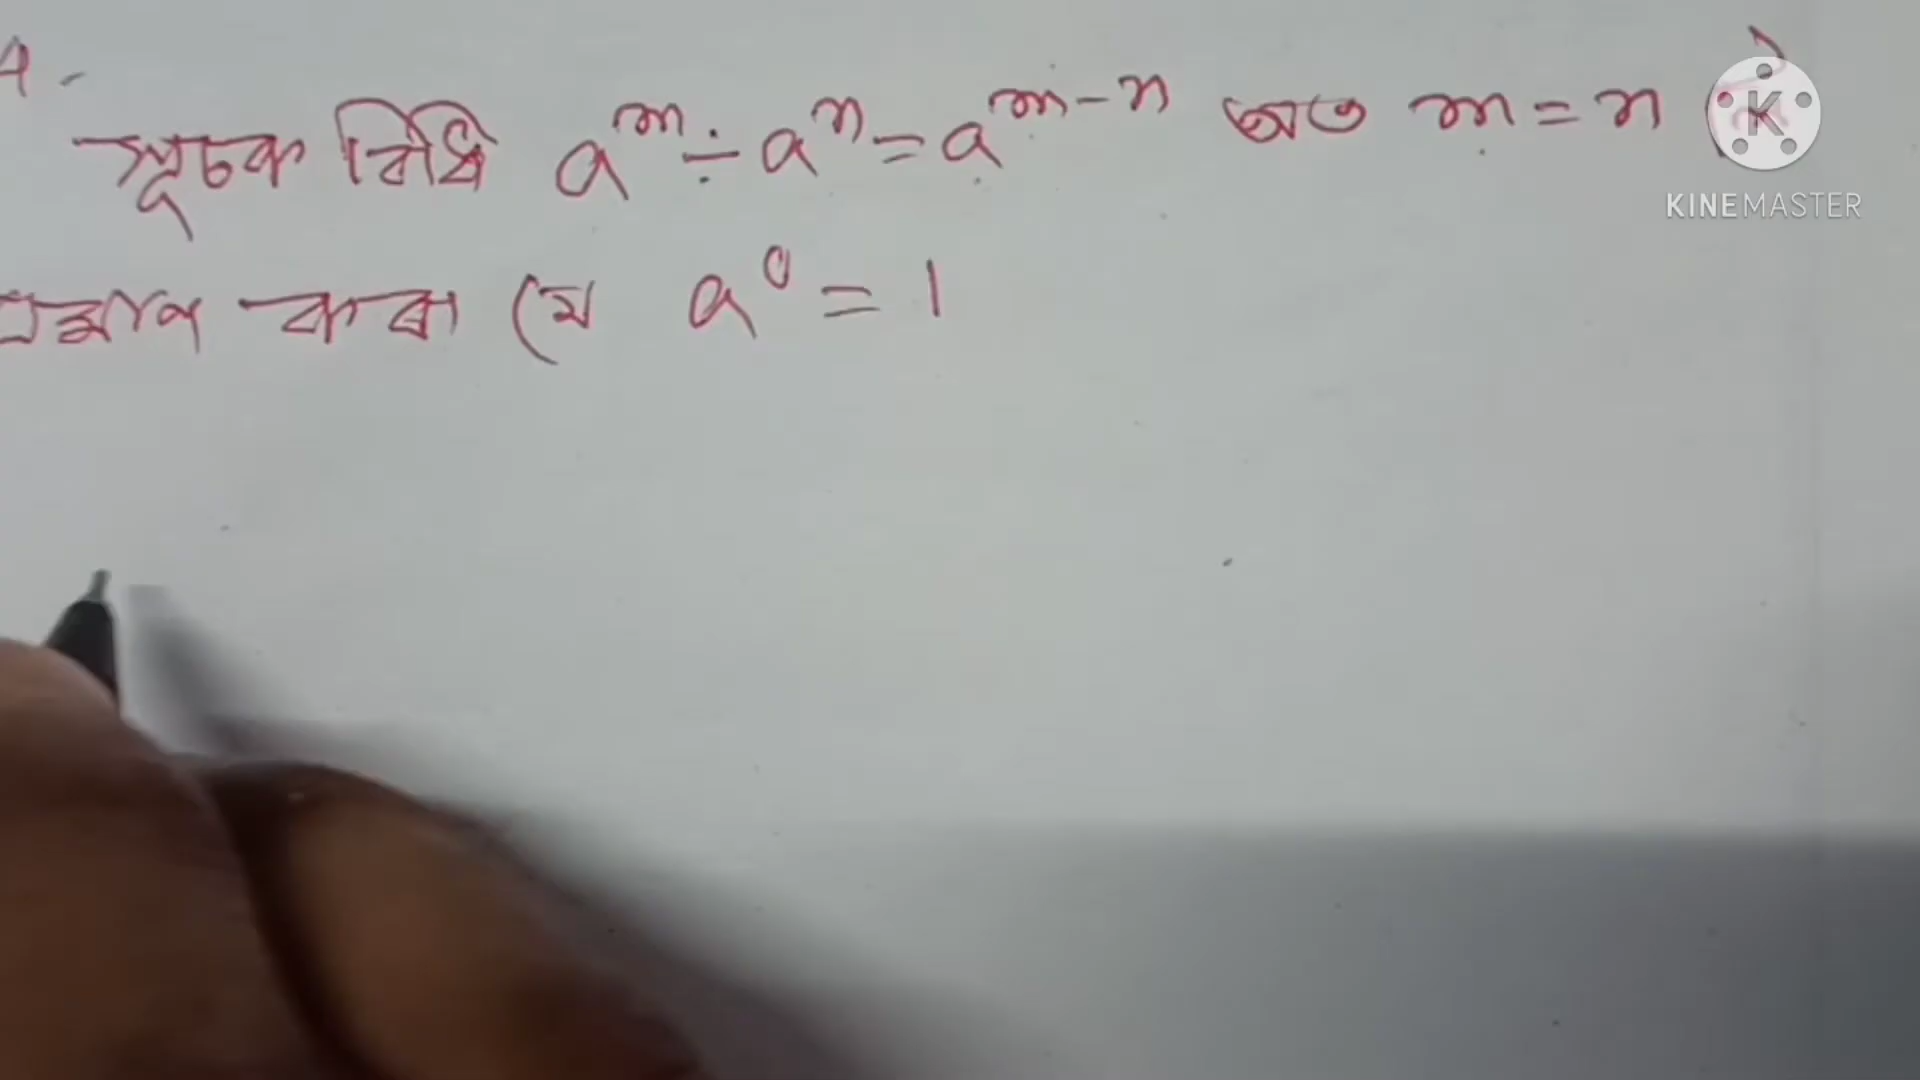 সূচক বিধি a^m ÷ a^n = a^{m-n} অত m = n
প্ৰমাণ কৰা যে a^0 = 1
KINEMASTER